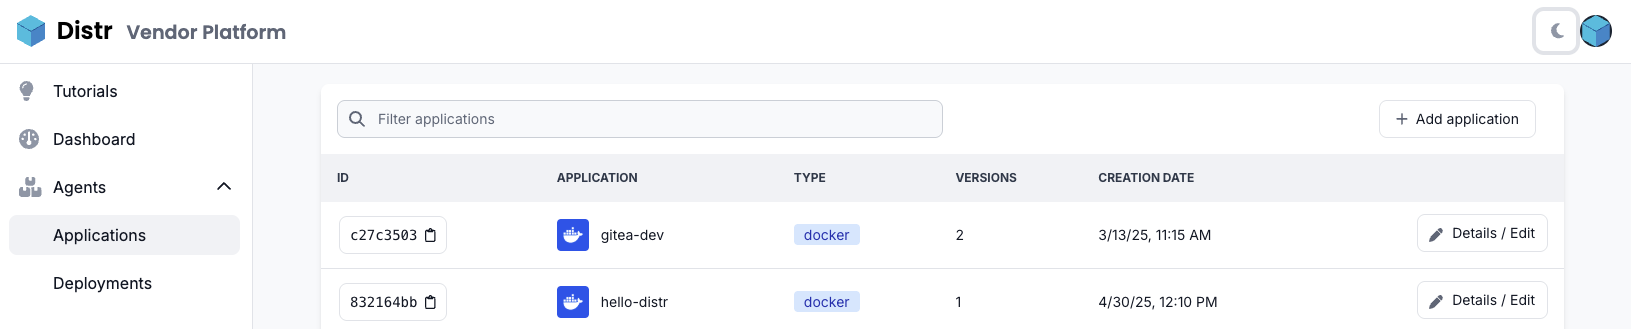 Distr Vendor Platform
Tutorials
Dashboard
Agents
Applications
Deployments
Filter applications
Add application
ID APPLICATION TYPE VERSIONS CREATION DATE
c27c3503 gitea-dev docker 2 3/13/25, 11:15 AM Details / Edit
832164bb hello-distr docker 1 4/30/25, 12:10 PM Details / Edit